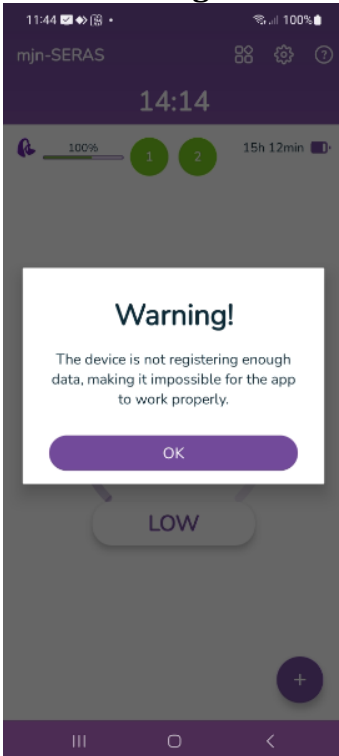 11:44
100%
mjn-SERAS
14:14
100%
1
2
15h 12min
Warning!
The device is not registering enough
data, making it impossible for the app
to work properly.
OK
LOW
+